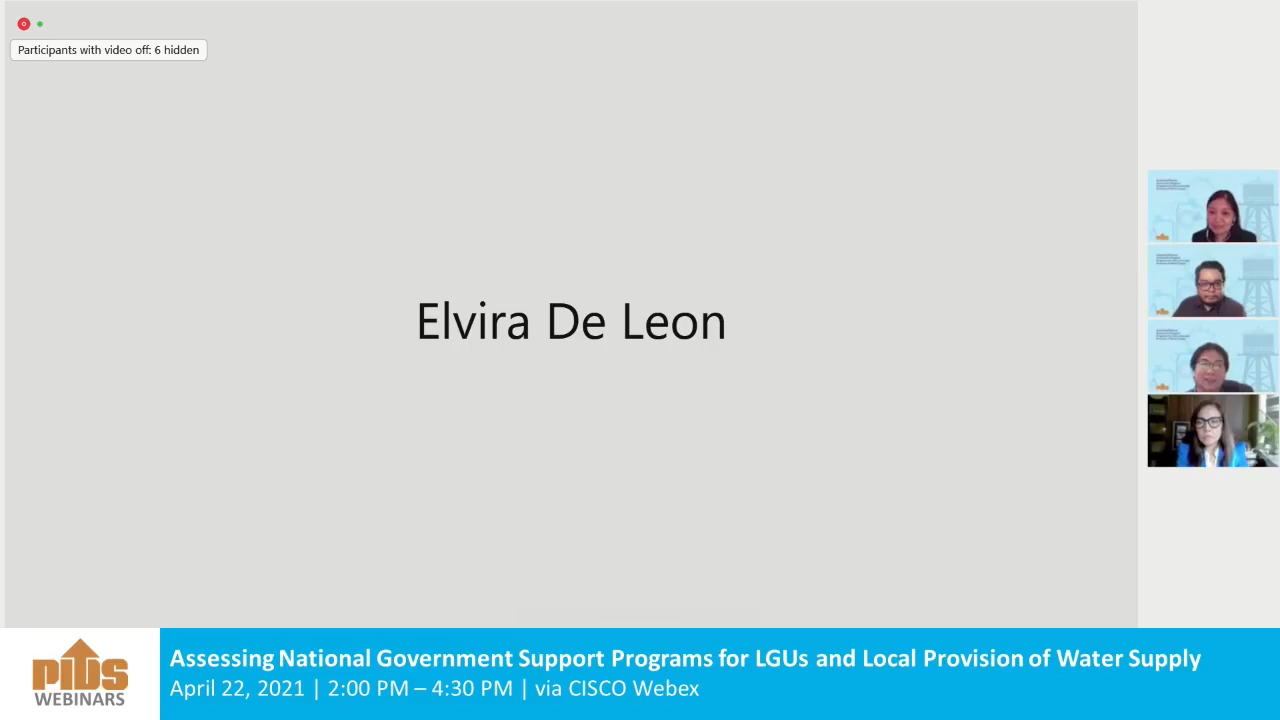 Participants with video off: 6 hidden
Elvira De Leon
PIDS
WEBINARS
Assessing National Government Support Programs for LGUs and Local Provision of Water Supply
April 22, 2021 | 2:00 PM – 4:30 PM | via CISCO Webex